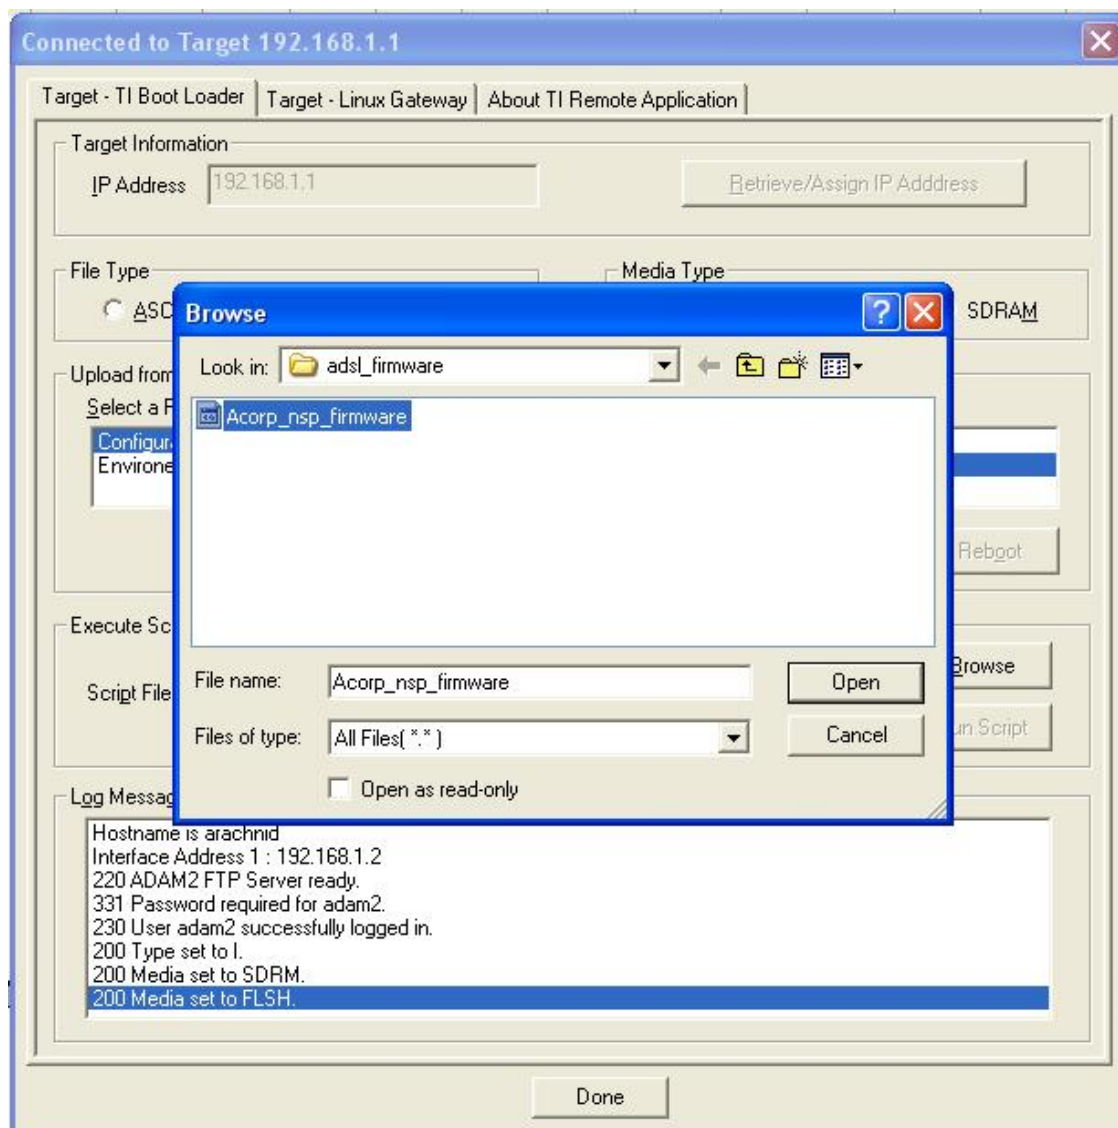 Connected to Target 192.168.1.1
Target - TI Boot Loader
Target - Linux Gateway
About TI Remote Application
Target Information
IP Address
192.168.1.1
Retrieve/Assign IP Adddress
File Type
Media Type
ASC
SDRAM
Browse
Look in:
adsl_firmware
Upload from
Select a F
Acorp_nsp_firmware
Configura
Environe
Reboot
Execute Sc
File name:
Acorp_nsp_firmware
Open
Browse
Script File
Files of type:
All Files( *.* )
Cancel
un Script
Open as read-only
Log Messag
Hostname is arachnid
Interface Address 1 : 192.168.1.2
220 ADAM2 FTP Server ready.
331 Password required for adam2.
230 User adam2 successfully logged in.
200 Type set to I.
200 Media set to SDRM.
200 Media set to FLSH.
Done